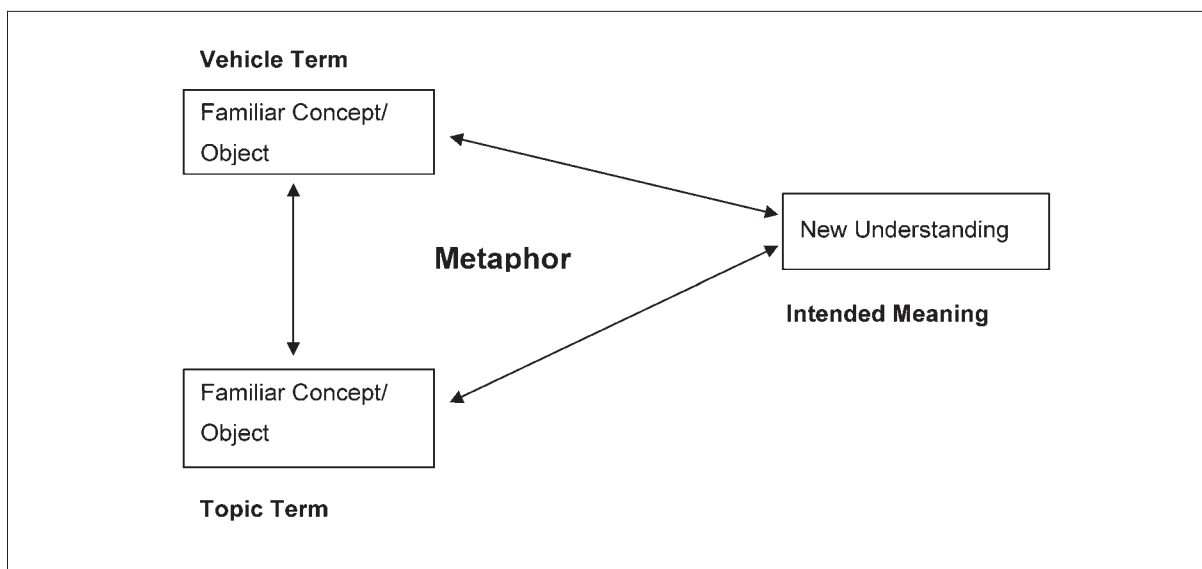 Vehicle Term
Familiar Concept/
Object
New Understanding
Metaphor
Intended Meaning
Familiar Concept/
Object
Topic Term